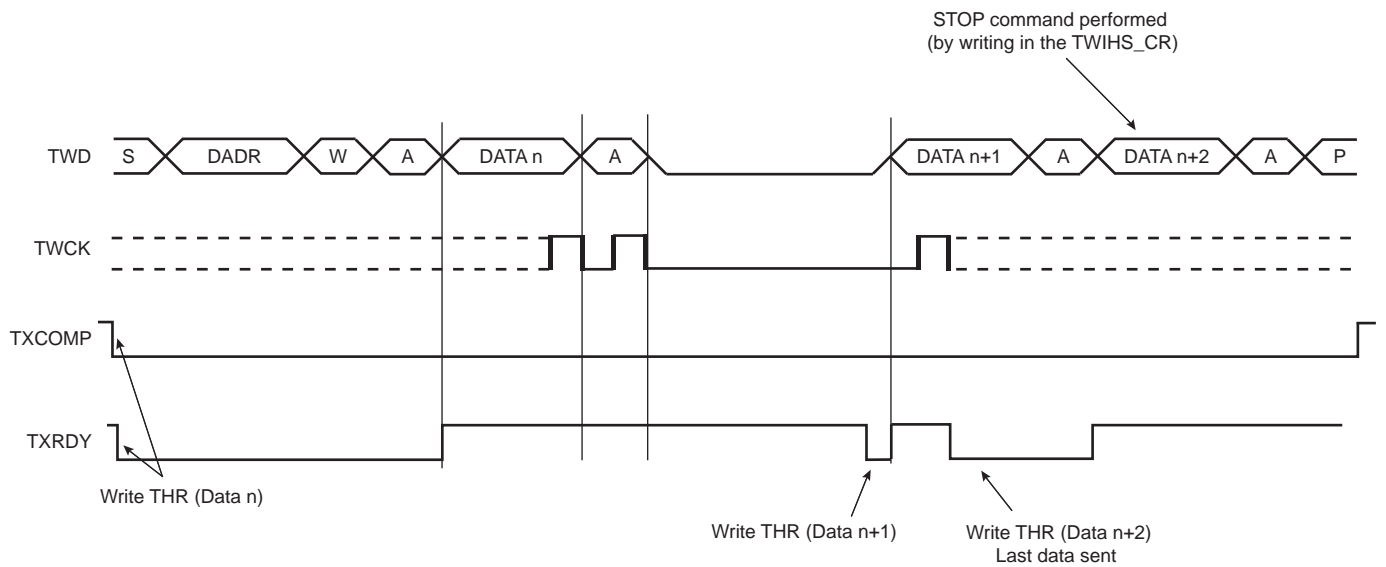 STOP command performed
(by writing in the TWIHS_CR)
TWD S DADR W A DATA n A DATA n+1 A DATA n+2 A P
TWCK
TXCOMP
TXRDY
Write THR (Data n)
Write THR (Data n+1) Write THR (Data n+2)
Last data sent